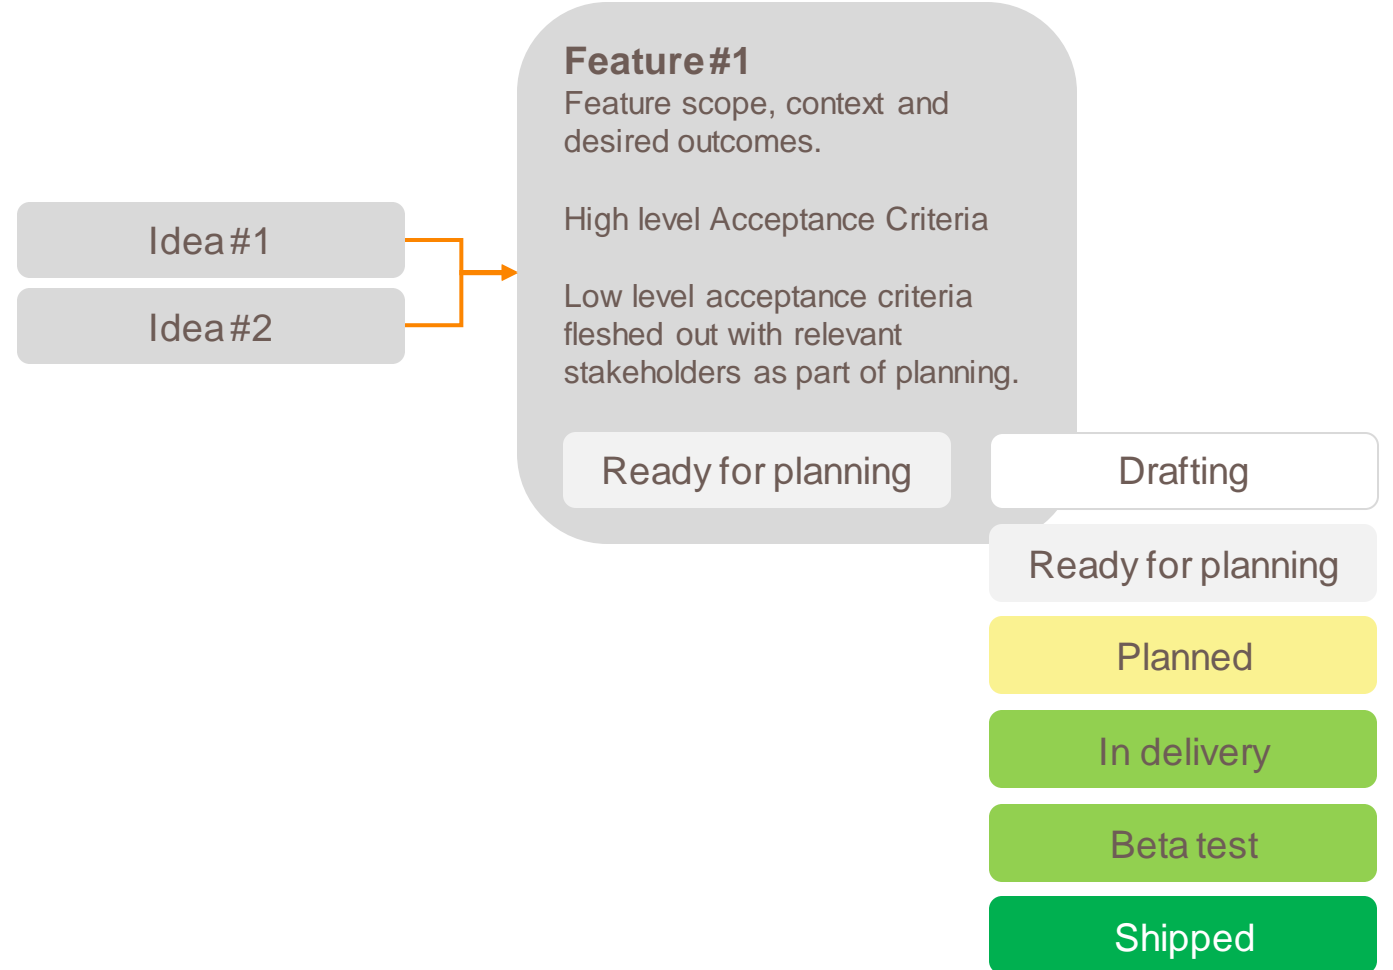 Feature #1
Feature scope, context and
desired outcomes.
High level Acceptance Criteria
Low level acceptance criteria
fleshed out with relevant
stakeholders as part of planning.
Idea #1
Idea #2
Ready for planning
Drafting
Ready for planning
Planned
In delivery
Beta test
Shipped